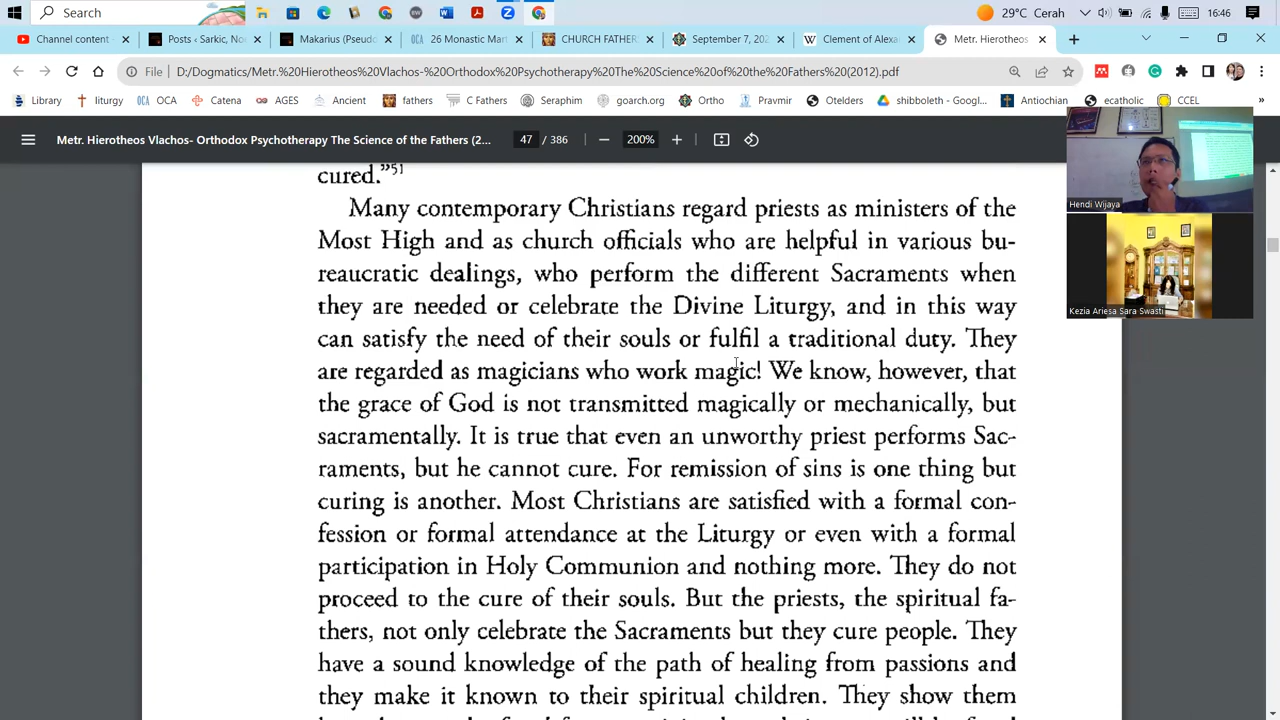 Search
29°C Cerah
16:46
Channel content -
Posts ‹ Sarkic, No
Makarius (Pseudo
OCA 26 Monastic Mar
CHURCH FATHER
September 7, 202
W Clement of Alexa
Metr. Hierotheos
File D:/Dogmatics/Metr.%20Hierotheos%20Vlachos-%20Orthodox%20Psychotherapy%20The%20Science%20of%20the%20Fathers%20(2012).pdf
Library liturgy OCA OCA Catena AGES Ancient fathers C Fathers Seraphim goarch.org Ortho Pravmir Otelders shibboleth - Googl... Antiochian ecatholic CCEL
Metr. Hierotheos Vlachos- Orthodox Psychotherapy The Science of the Fathers (2... 47 / 386 200%
Hendi Wijaya
Kezia Ariesa Sara Swasti
cured.”51
Many contemporary Christians regard priests as ministers of the
Most High and as church officials who are helpful in various bu-
reaucratic dealings, who perform the different Sacraments when
they are needed or celebrate the Divine Liturgy, and in this way
can satisfy the need of their souls or fulfil a traditional duty. They
are regarded as magicians who work magic! We know, however, that
the grace of God is not transmitted magically or mechanically, but
sacramentally. It is true that even an unworthy priest performs Sac-
raments, but he cannot cure. For remission of sins is one thing but
curing is another. Most Christians are satisfied with a formal con-
fession or formal attendance at the Liturgy or even with a formal
participation in Holy Communion and nothing more. They do not
proceed to the cure of their souls. But the priests, the spiritual fa-
thers, not only celebrate the Sacraments but they cure people. They
have a sound knowledge of the path of healing from passions and
they make it known to their spiritual children. They show them